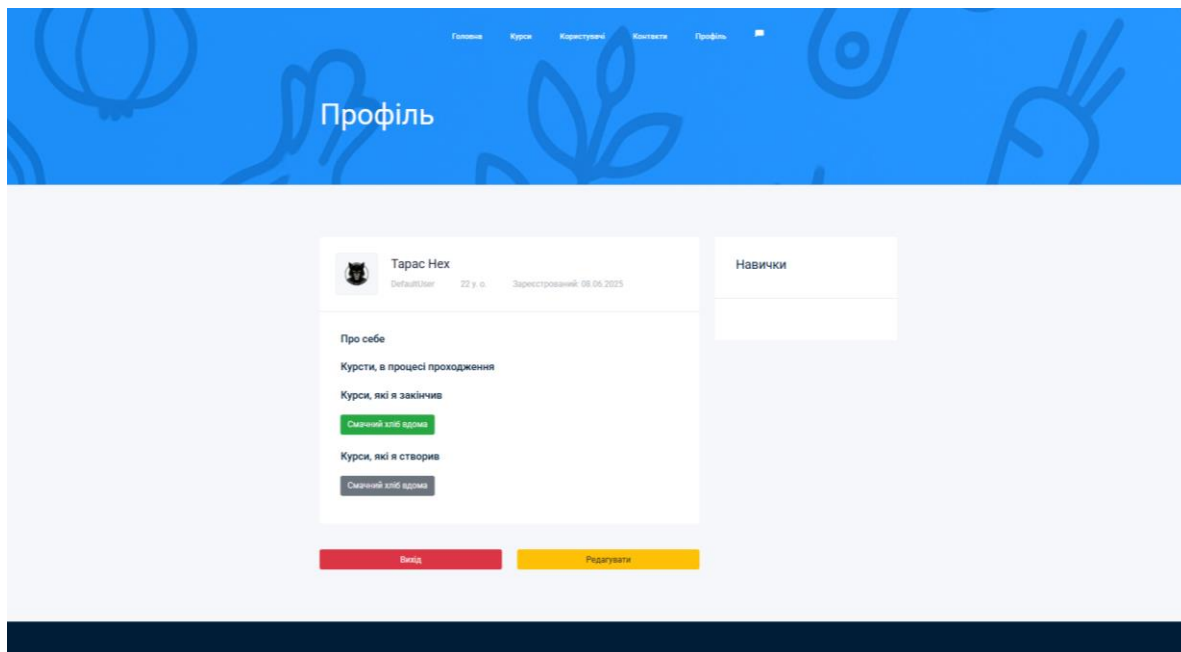 Головна Курси Користувачі Контакти Профіль
Профіль
Тарас Нех
DefaultUser 22 y. o. Зареєстрований: 08.06.2025
Навички
Про себе
Курсти, в процесі проходження
Курси, які я закінчив
Смачний хліб вдома
Курси, які я створив
Смачний хліб вдома
Вихід Редагувати